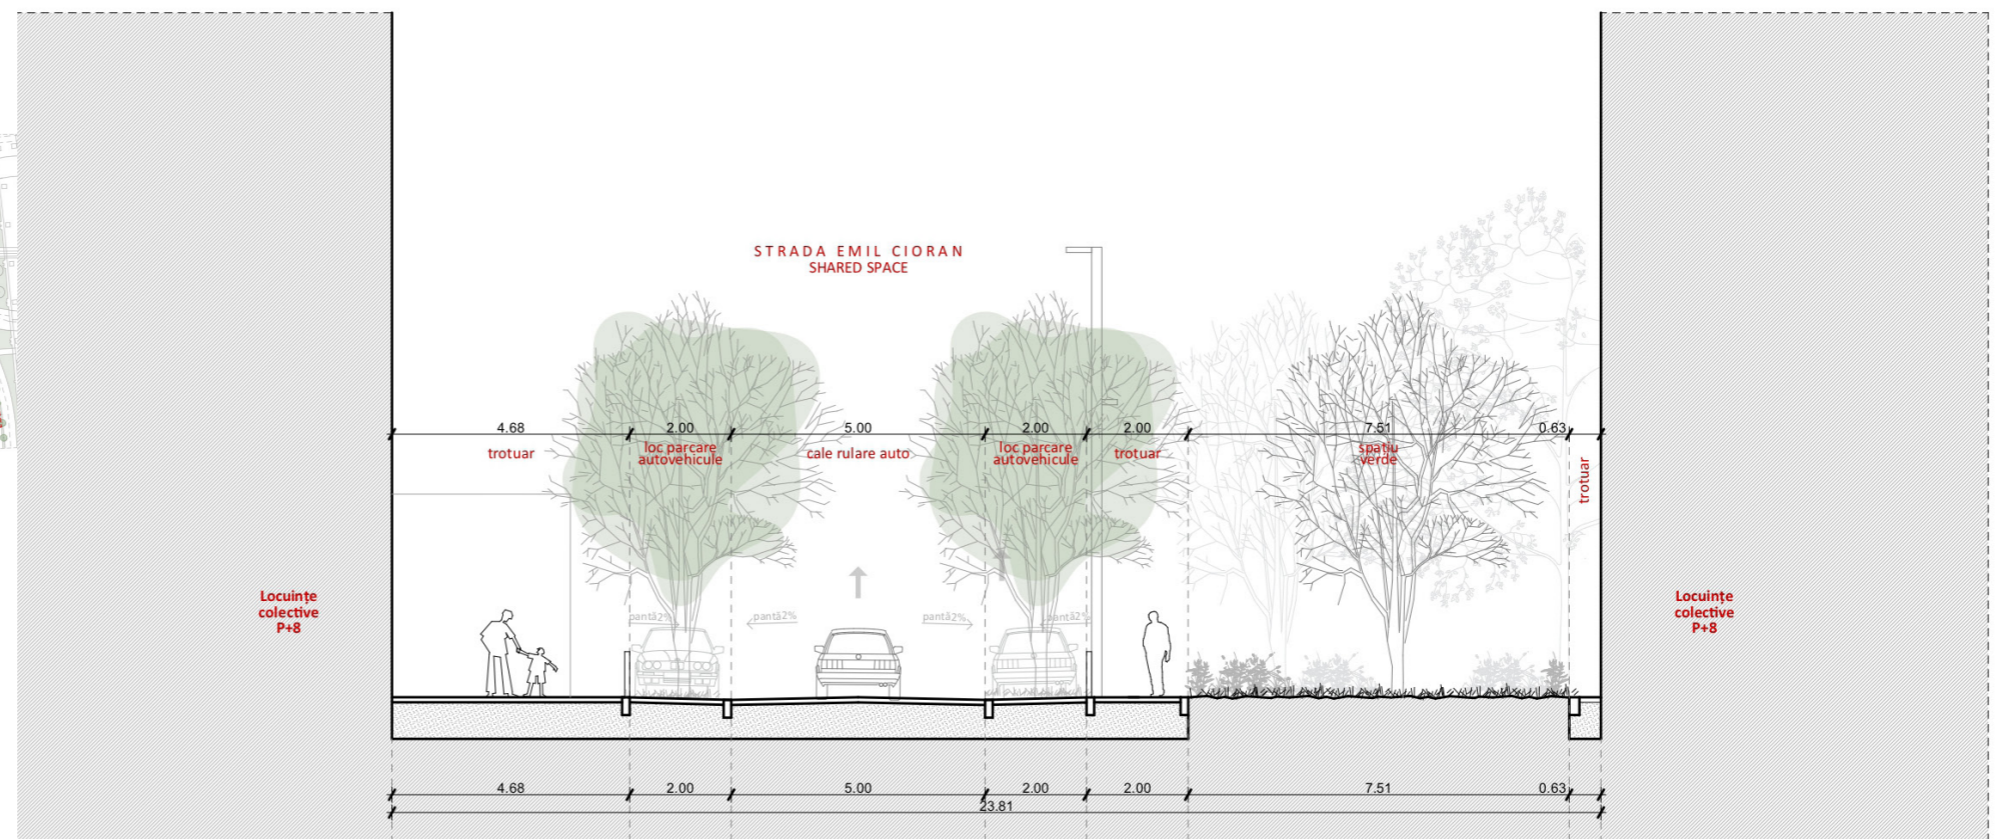 STRADA EMIL CIORAN
SHARED SPACE
4.68
2.00
5.00
2.00
2.00
7.51
0.63
trotuar
loc parcare
autovehicule
cale rulare auto
loc parcare
autovehicule
trotuar
spațiu
verde
trotuar
Locuințe
colective
P+8
Locuințe
colective
P+8
pantă2%
pantă2%
pantă2%
pantă2%
4.68
2.00
5.00
2.00
2.00
7.51
0.63
23.81